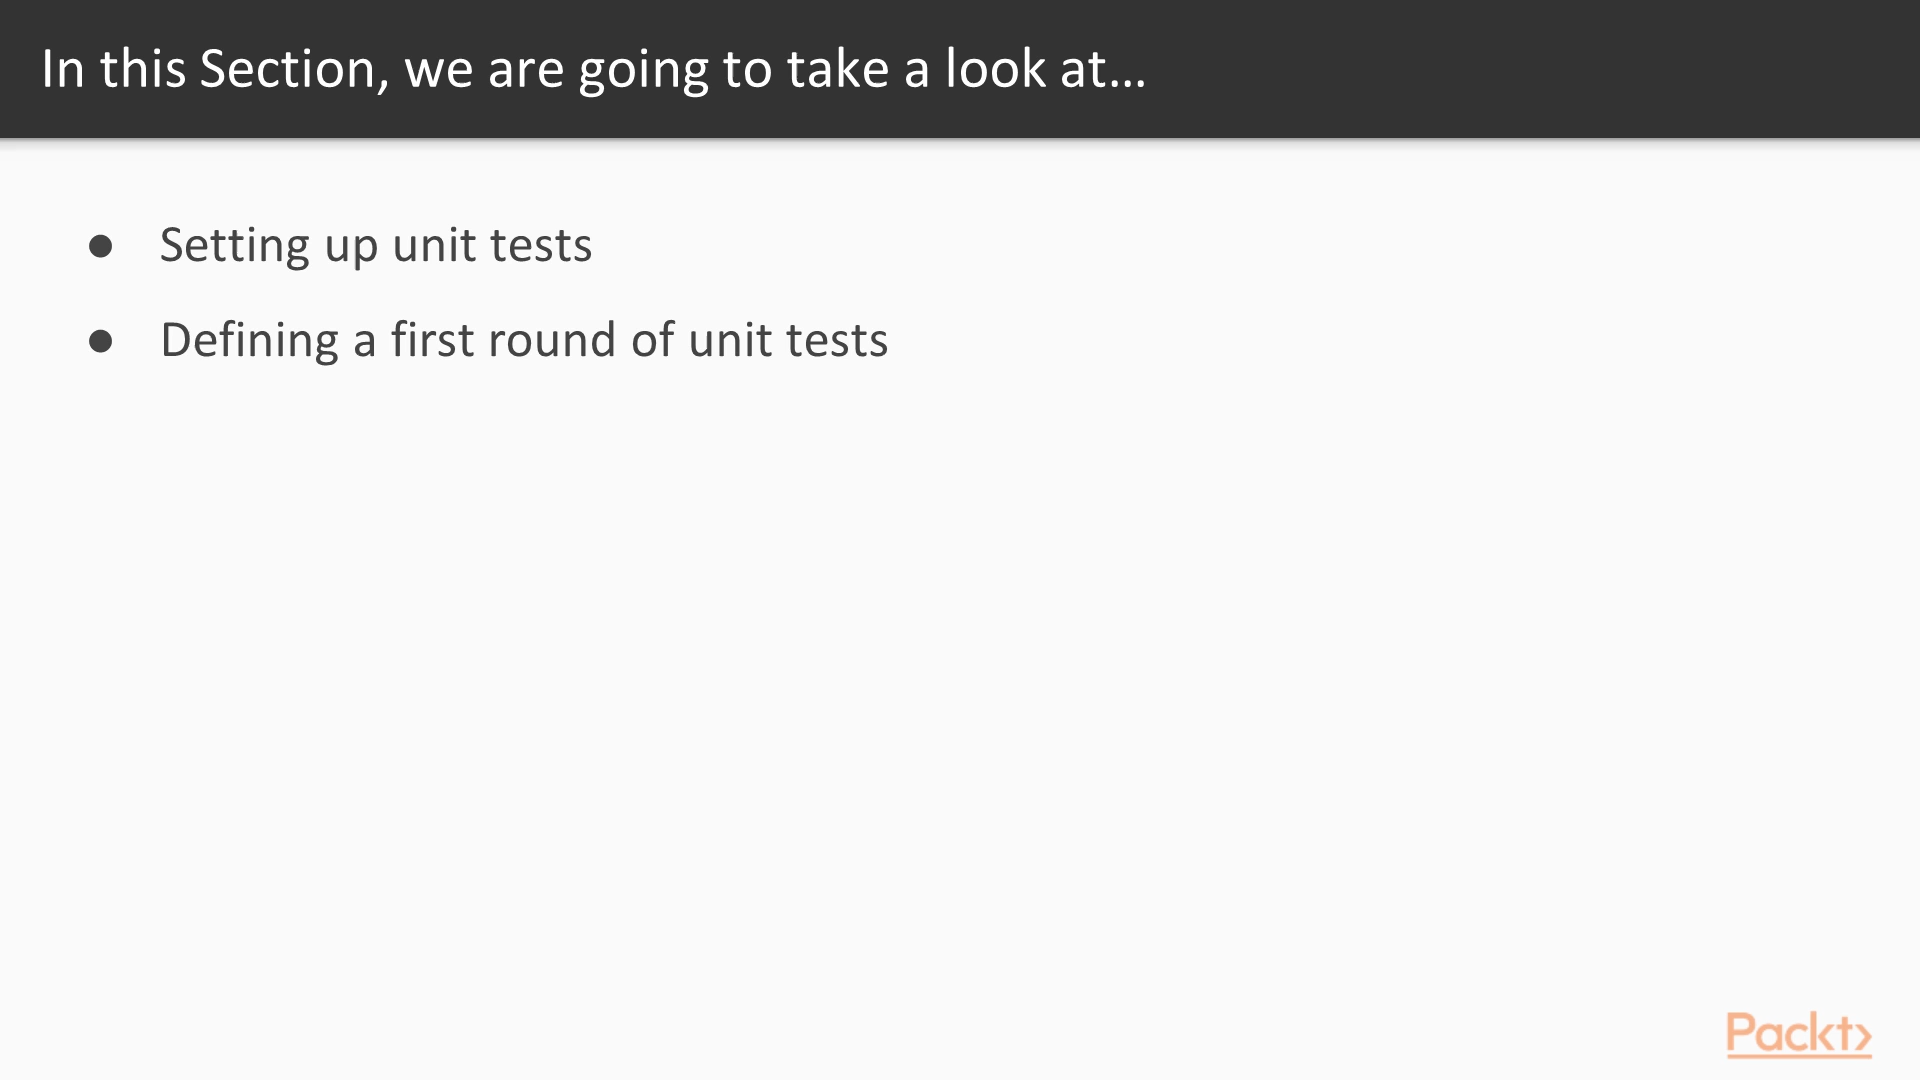 In this Section, we are going to take a look at...
● Setting up unit tests
● Defining a first round of unit tests
Packt>